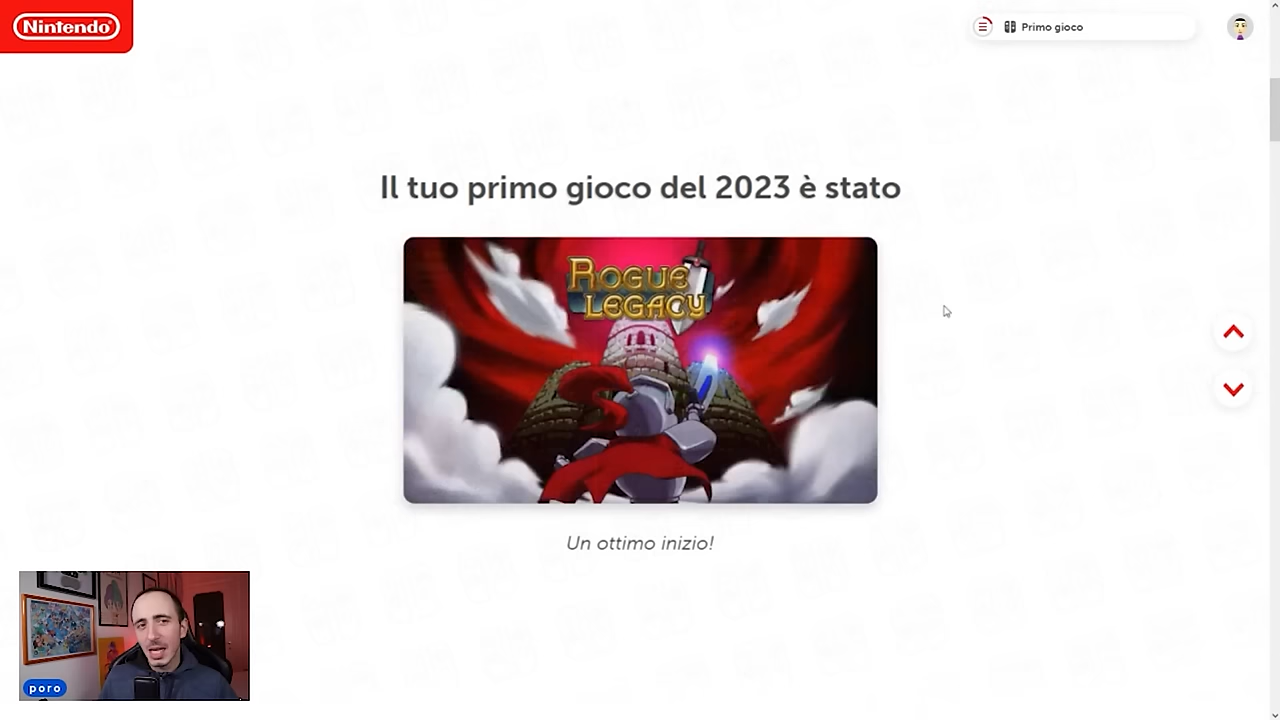 Nintendo
Primo gioco
Il tuo primo gioco del 2023 è stato
ROGUE
LEGACY
Un ottimo inizio!
poro